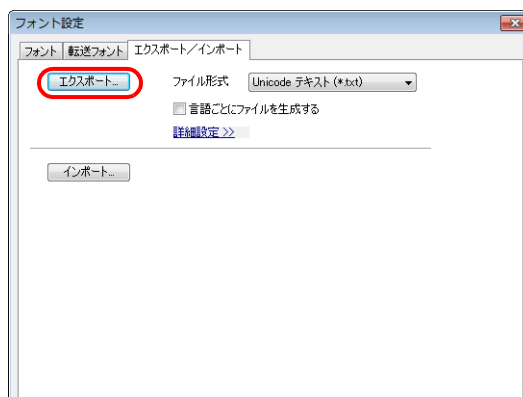 フォント設定
フォント 転送フォント エクスポート／インポート
エクスポート... ファイル形式 Unicode テキスト (*.txt)
言語ごとにファイルを生成する
詳細設定 >>
インポート...